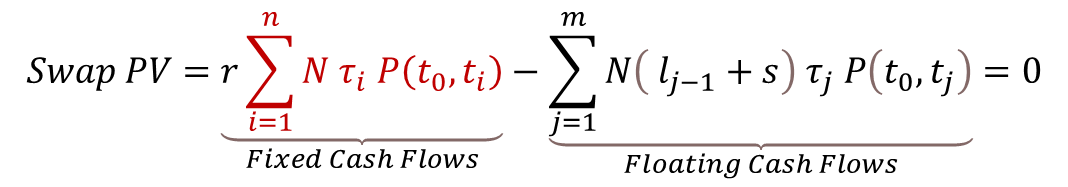 Swap PV = r ∑_{i=1}^{n} N τ_i P(t_0, t_i) − ∑_{j=1}^{m} N( l_{j−1} + s) τ_j P(t_0, t_j) = 0
Fixed Cash Flows Floating Cash Flows